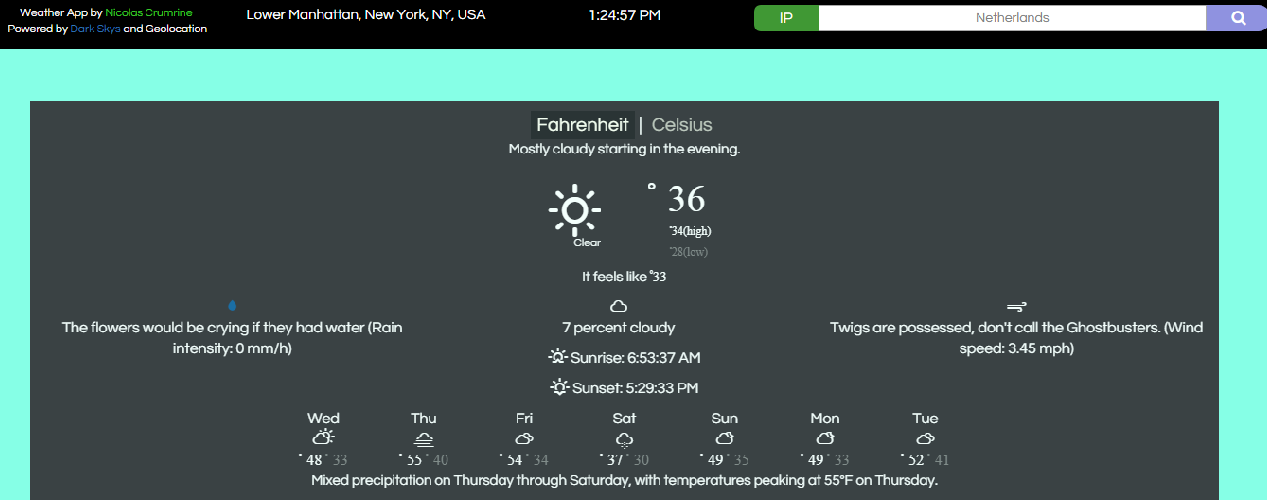 Weather App by Nicolas Crumrine
Powered by Dark Skys and Geolocation
Lower Manhattan, New York, NY, USA
1:24:57 PM
IP
Netherlands
Fahrenheit | Celsius
Mostly cloudy starting in the evening.
° 36
Clear
°34(high)
°28(low)
It feels like °33
The flowers would be crying if they had water (Rain
intensity: 0 mm/h)
7 percent cloudy
Twigs are possessed, don't call the Ghostbusters. (Wind
speed: 3.45 mph)
Sunrise: 6:53:37 AM
Sunset: 5:29:33 PM
Wed Thu Fri Sat Sun Mon Tue
° 48 ° 33 ° 55 ° 40 ° 54 ° 34 ° 37 ° 30 ° 49 ° 35 ° 49 ° 33 ° 52 ° 41
Mixed precipitation on Thursday through Saturday, with temperatures peaking at 55°F on Thursday.